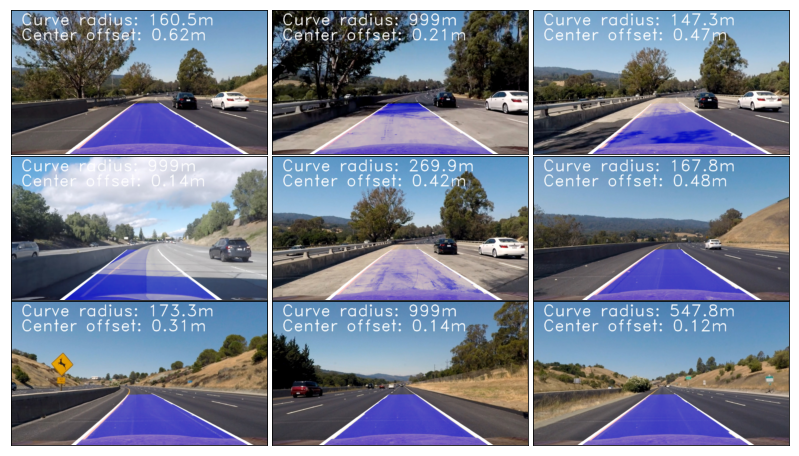 Curve radius: 160.5m
Center offset: 0.62m
Curve radius: 999m
Center offset: 0.21m
Curve radius: 147.3m
Center offset: 0.47m
Curve radius: 999m
Center offset: 0.14m
Curve radius: 269.9m
Center offset: 0.42m
Curve radius: 167.8m
Center offset: 0.48m
Curve radius: 173.3m
Center offset: 0.31m
Curve radius: 999m
Center offset: 0.14m
Curve radius: 547.8m
Center offset: 0.12m